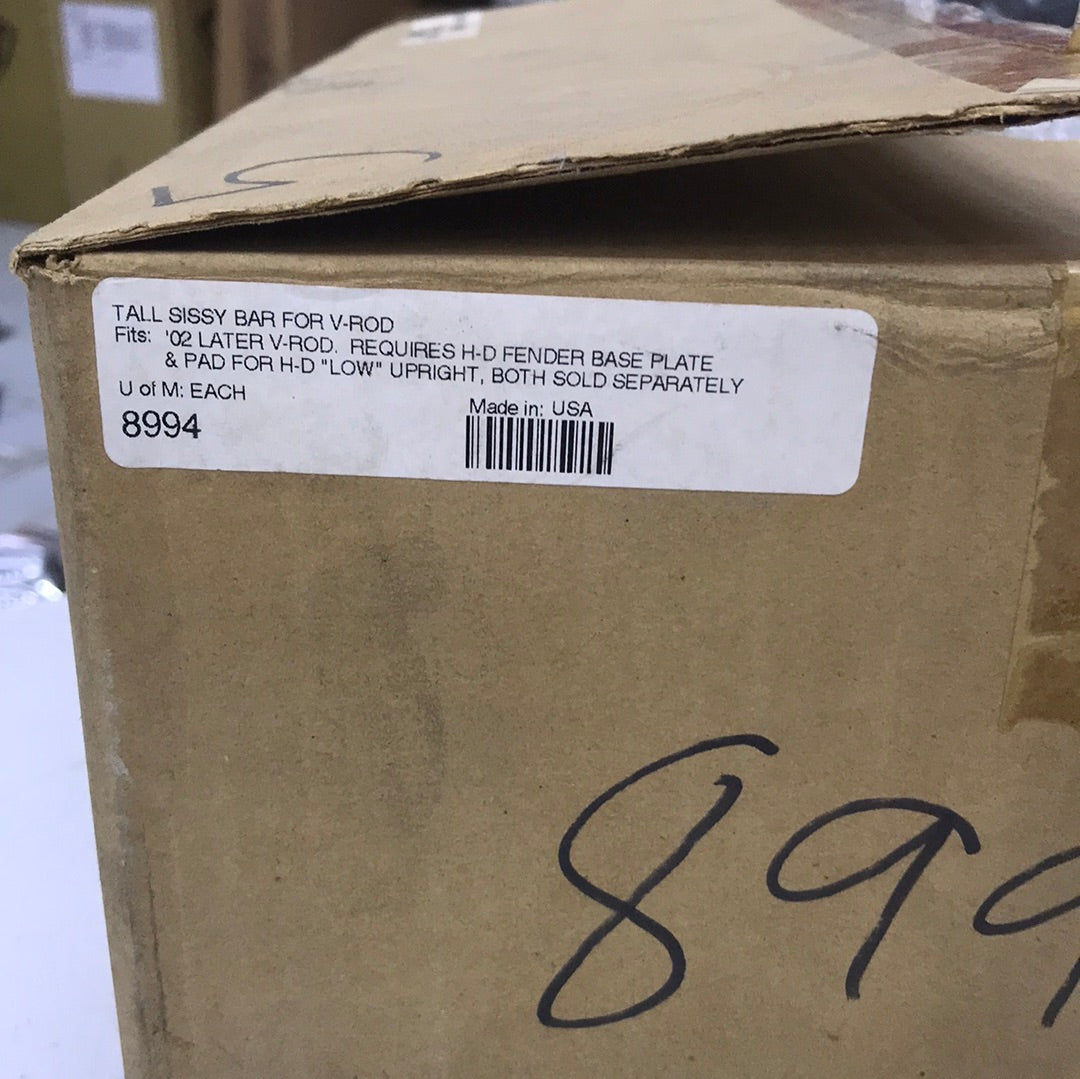 TALL SISSY BAR FOR V-ROD
Fits: '02 LATER V-ROD. REQUIRES H-D FENDER BASE PLATE
& PAD FOR H-D "LOW" UPRIGHT, BOTH SOLD SEPARATELY
U of M: EACH
Made in: USA
8994
899